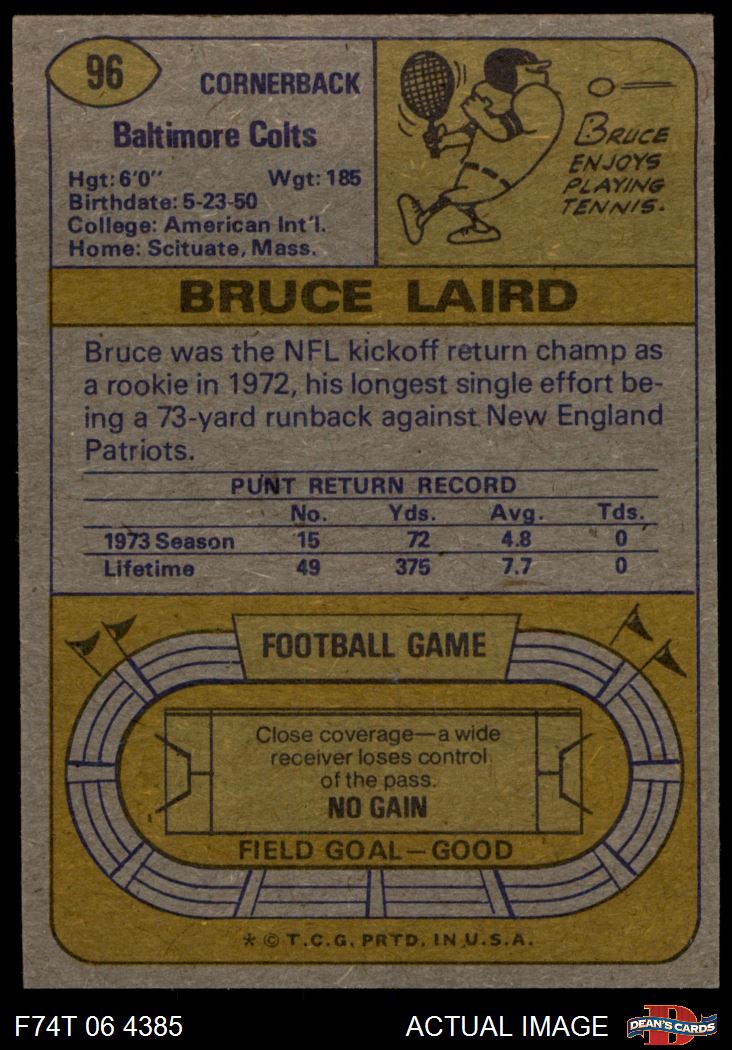 96
CORNERBACK
Baltimore Colts
Hgt: 6'0" Wgt: 185
Birthdate: 5-23-50
College: American Int'l.
Home: Scituate, Mass.
BRUCE
ENJOYS
PLAYING
TENNIS.
BRUCE LAIRD
Bruce was the NFL kickoff return champ as
a rookie in 1972, his longest single effort be-
ing a 73-yard runback against New England
Patriots.
PUNT RETURN RECORD
No. Yds. Avg. Tds.
1973 Season 15 72 4.8 0
Lifetime 49 375 7.7 0
FOOTBALL GAME
Close coverage—a wide
receiver loses control
of the pass.
NO GAIN
FIELD GOAL—GOOD
* © T.C.G. PRTD. IN U.S.A.
F74T 06 4385 ACTUAL IMAGE
D
DEAN'S CARDS